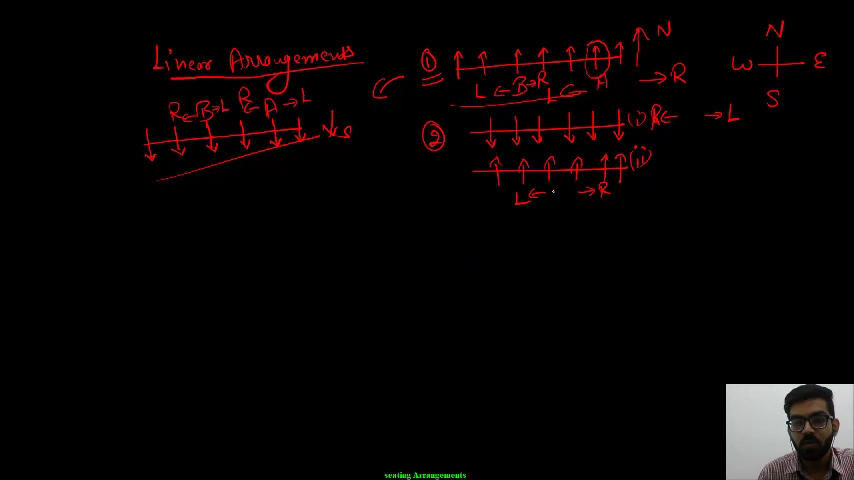 Linear Arrangements
R ← B → L R ← A → L
S
① N
→ R
L ← B → R L ← A
② (i) R ← → L
(ii)
L ← → R
N
W E
S
seating Arrangements